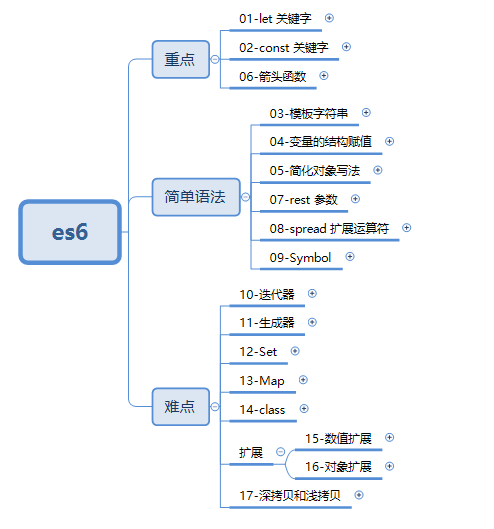 es6
重点
01-let 关键字
02-const 关键字
06-箭头函数
简单语法
03-模板字符串
04-变量的结构赋值
05-简化对象写法
07-rest 参数
08-spread 扩展运算符
09-Symbol
难点
10-迭代器
11-生成器
12-Set
13-Map
14-class
扩展
15-数值扩展
16-对象扩展
17-深拷贝和浅拷贝